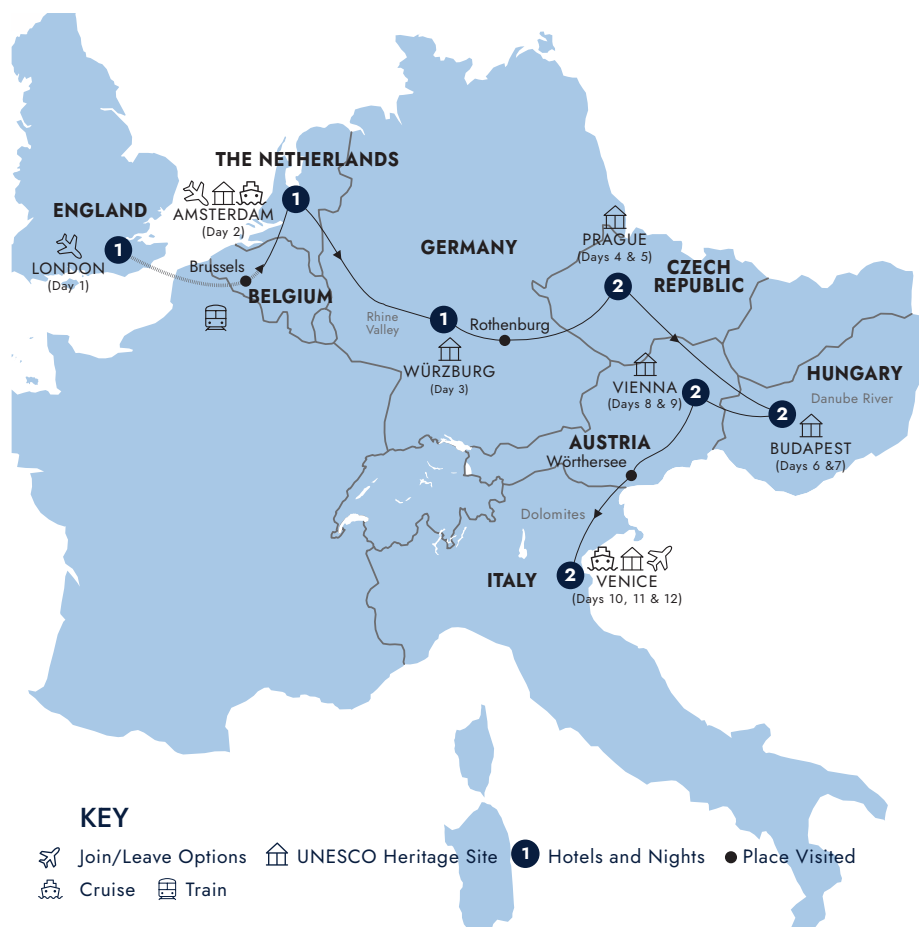 THE NETHERLANDS
1
AMSTERDAM
(Day 2)
ENGLAND
1
LONDON
(Day 1)
Brussels
BELGIUM
GERMANY
PRAGUE
(Days 4 & 5)
2
CZECH
REPUBLIC
Rhine
Valley
1
Rothenburg
WÜRZBURG
(Day 3)
VIENNA
(Days 8 & 9)
2
HUNGARY
Danube River
2
BUDAPEST
(Days 6 &7)
AUSTRIA
Wörthersee
Dolomites
ITALY
2
VENICE
(Days 10, 11 & 12)
KEY
Join/Leave Options
UNESCO Heritage Site
1
Hotels and Nights
Place Visited
Cruise
Train